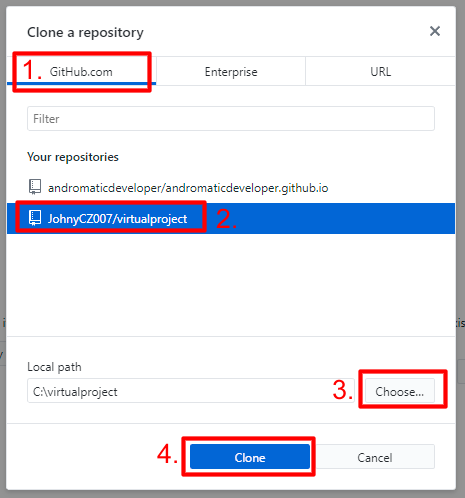 Clone a repository
1. GitHub.com Enterprise URL
Filter
Your repositories
andromaticdeveloper/andromaticdeveloper.github.io
JohnyCZ007/virtualproject 2.
Local path
C:\virtualproject 3. Choose...
4. Clone Cancel